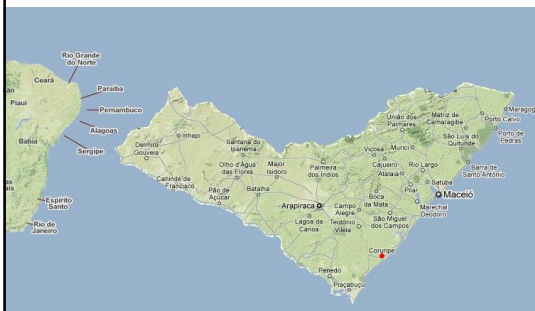 Rio Grande
do Norte
Ceará
Paraíba
Piauí
Pernambuco
Alagoas
Bahia
Sergipe
Espírito
Santo
Rio de
Janeiro
Maragogi
Porto Calvo
União dos
Palmares
Matriz de
Camaragibe
Porto de
Pedras
São Luís do
Quitunde
Inhapi
Delmiro
Gouveia
Santana do
Ipanema
Viçosa
Murici
Olho d'Água
das Flores
Major
Isidoro
Palmeira
dos Índios
Cajueiro
Rio Largo
Barra de
Santo Antônio
Atalaia
Canindé de
Francisco
Satuba
Pão de
Açúcar
Batalha
Pilar
Maceió
Boca
da Mata
Arapiraca
Campo
Alegre
Marechal
Deodoro
São Miguel
dos Campos
Lagoa da
Canoa
Teotônio
Vilela
Coruripe
Penedo
Piaçabuçu